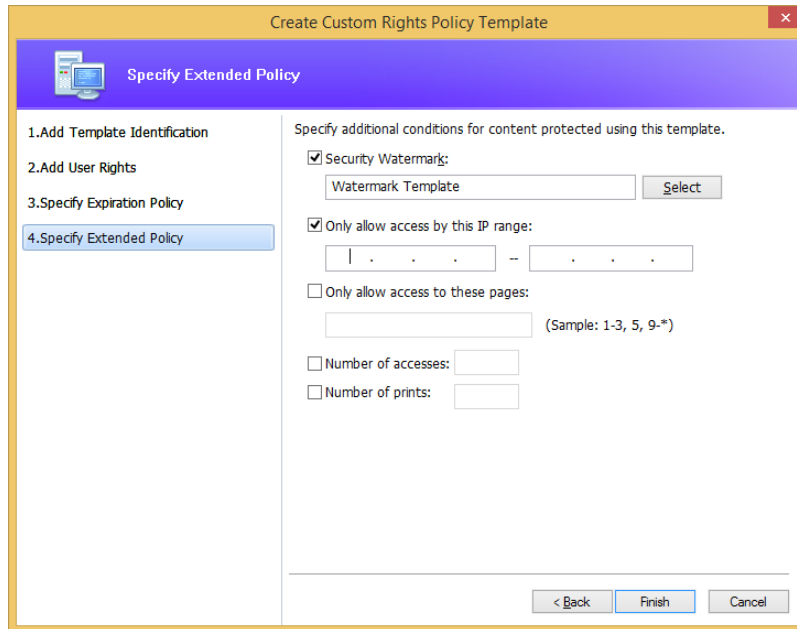 Create Custom Rights Policy Template
Specify Extended Policy
1.Add Template Identification
2.Add User Rights
3.Specify Expiration Policy
4.Specify Extended Policy
Specify additional conditions for content protected using this template.
Security Watermark:
Watermark Template
Select
Only allow access by this IP range:
. . . -- . . .
Only allow access to these pages:
(Sample: 1-3, 5, 9-*)
Number of accesses:
Number of prints:
< Back Finish Cancel